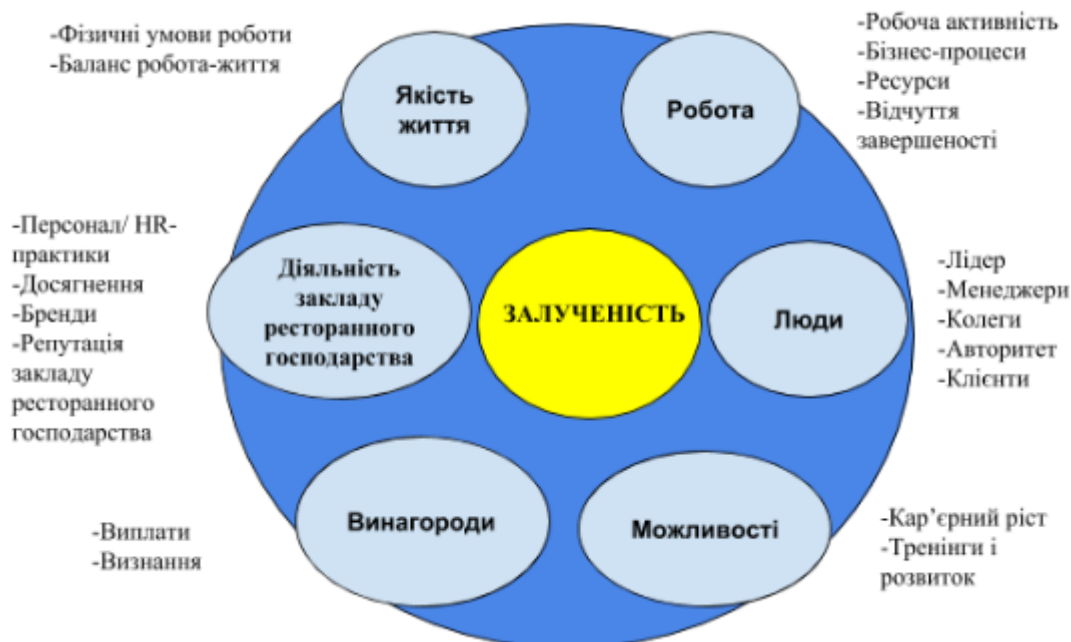 -Фізичні умови роботи
-Баланс робота-життя
Якість
життя
Робота
-Робоча активність
-Бізнес-процеси
-Ресурси
-Відчуття
завершеності
-Персонал/ HR-
практики
-Досягнення
-Бренди
-Репутація
закладу
ресторанного
господарства
Діяльність
закладу
ресторанного
господарства
ЗАЛУЧЕНІСТЬ
Люди
-Лідер
-Менеджери
-Колеги
-Авторитет
-Клієнти
-Виплати
-Визнання
Винагороди
Можливості
-Кар’єрний ріст
-Тренінги і
розвиток